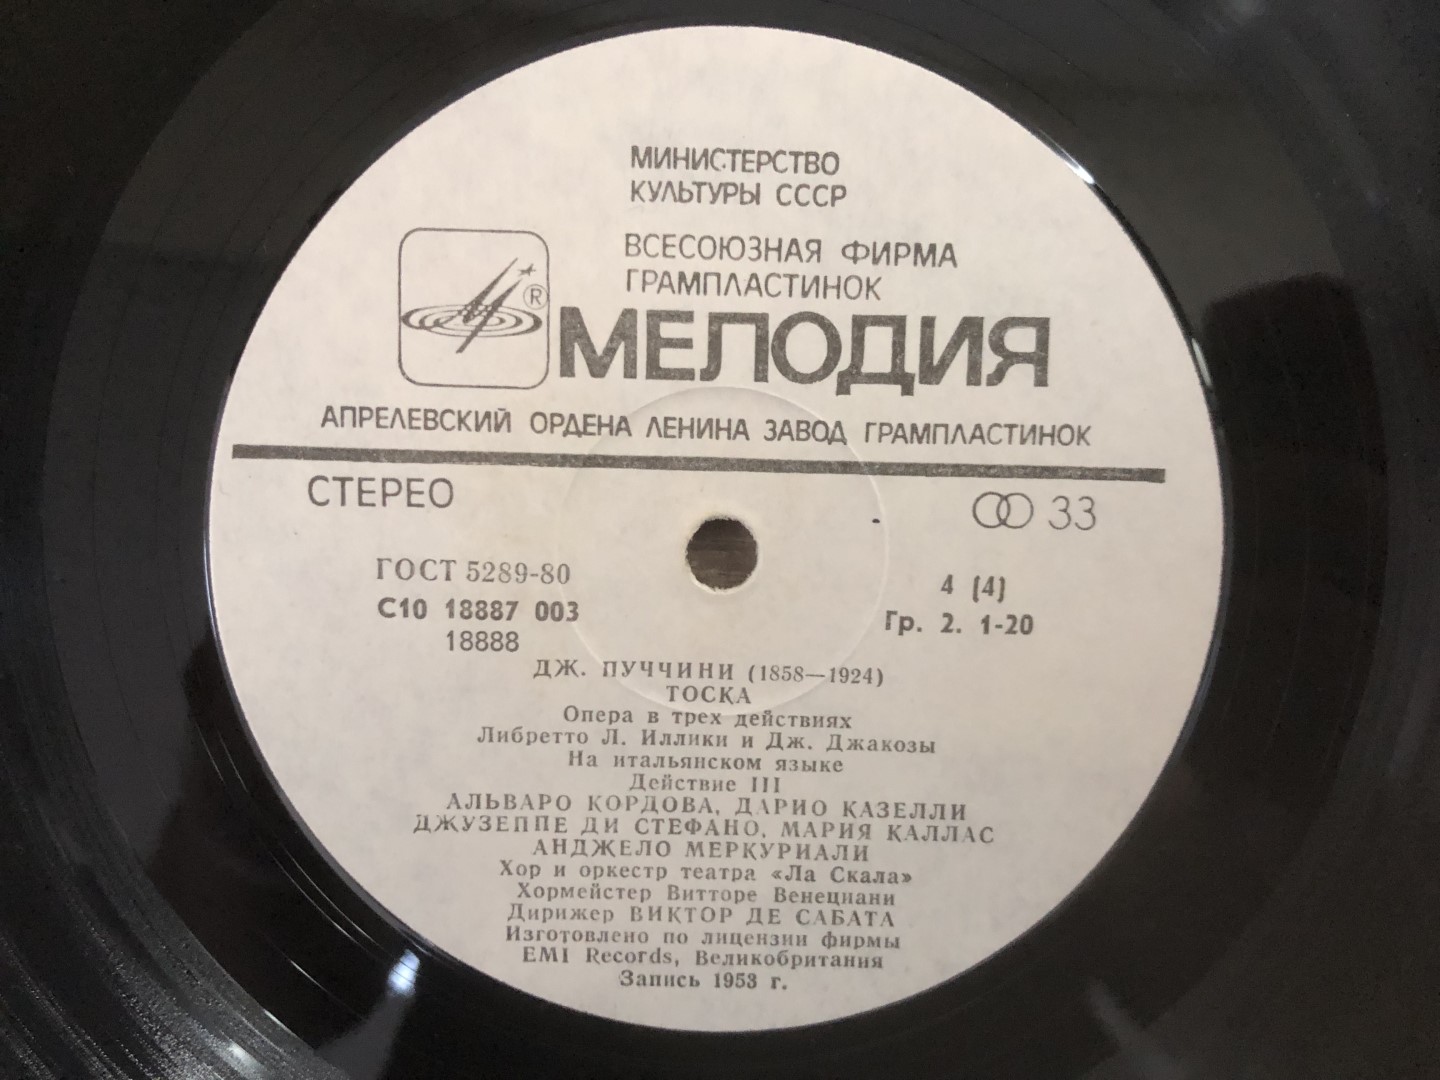 МИНИСТЕРСТВО
КУЛЬТУРЫ СССР
ВСЕСОЮЗНАЯ ФИРМА
ГРАМПЛАСТИНОК
®
МЕЛОДИЯ
АПРЕЛЕВСКИЙ ОРДЕНА ЛЕНИНА ЗАВОД ГРАМПЛАСТИНОК
СТЕРЕО
33
ГОСТ 5289-80
С10 18887 003
18888
4 (4)
Гр. 2. 1-20
ДЖ. ПУЧЧИНИ (1858—1924)
ТОСКА
Опера в трех действиях
Либретто Л. Иллики и Дж. Джакозы
На итальянском языке
Действие III
АЛЬВАРО КОРДОВА, ДАРИО КАЗЕЛЛИ
ДЖУЗЕППЕ ДИ СТЕФАНО, МАРИЯ КАЛЛАС
АНДЖЕЛО МЕРКУРИАЛИ
Хор и оркестр театра «Ла Скала»
Хормейстер Витторе Венециани
Дирижер ВИКТОР ДЕ САБАТА
Изготовлено по лицензии фирмы
EMI Records, Великобритания
Запись 1953 г.